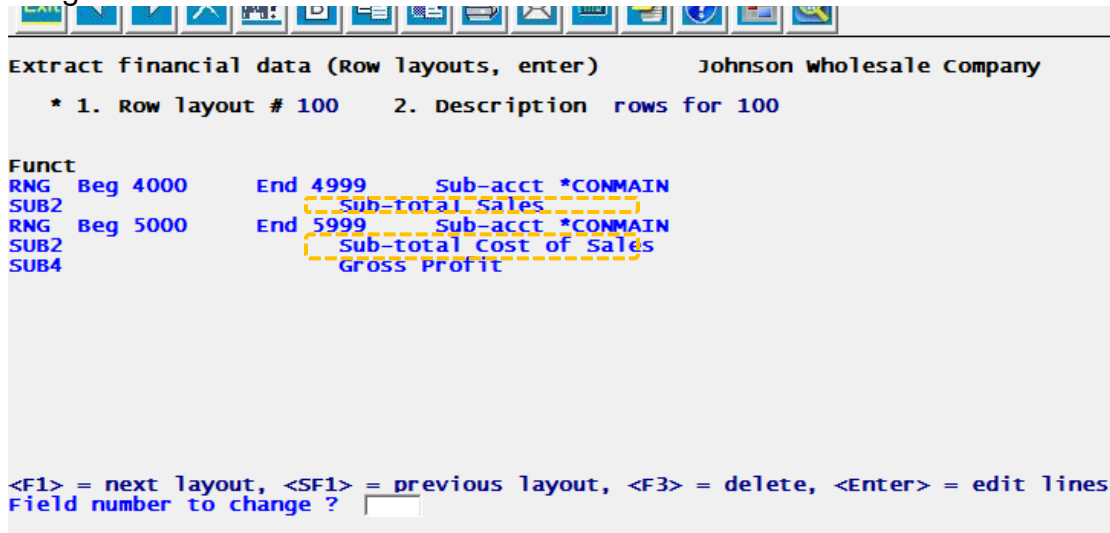 Extract financial data (Row layouts, enter) Johnson Wholesale Company
* 1. Row layout # 100 2. Description rows for 100
Funct
RNG Beg 4000 End 4999 Sub-acct *CONMAIN
SUB2 Sub-total Sales
RNG Beg 5000 End 5999 Sub-acct *CONMAIN
SUB2 Sub-total Cost of Sales
SUB4 Gross Profit
<F1> = next layout, <SF1> = previous layout, <F3> = delete, <Enter> = edit lines
Field number to change ?